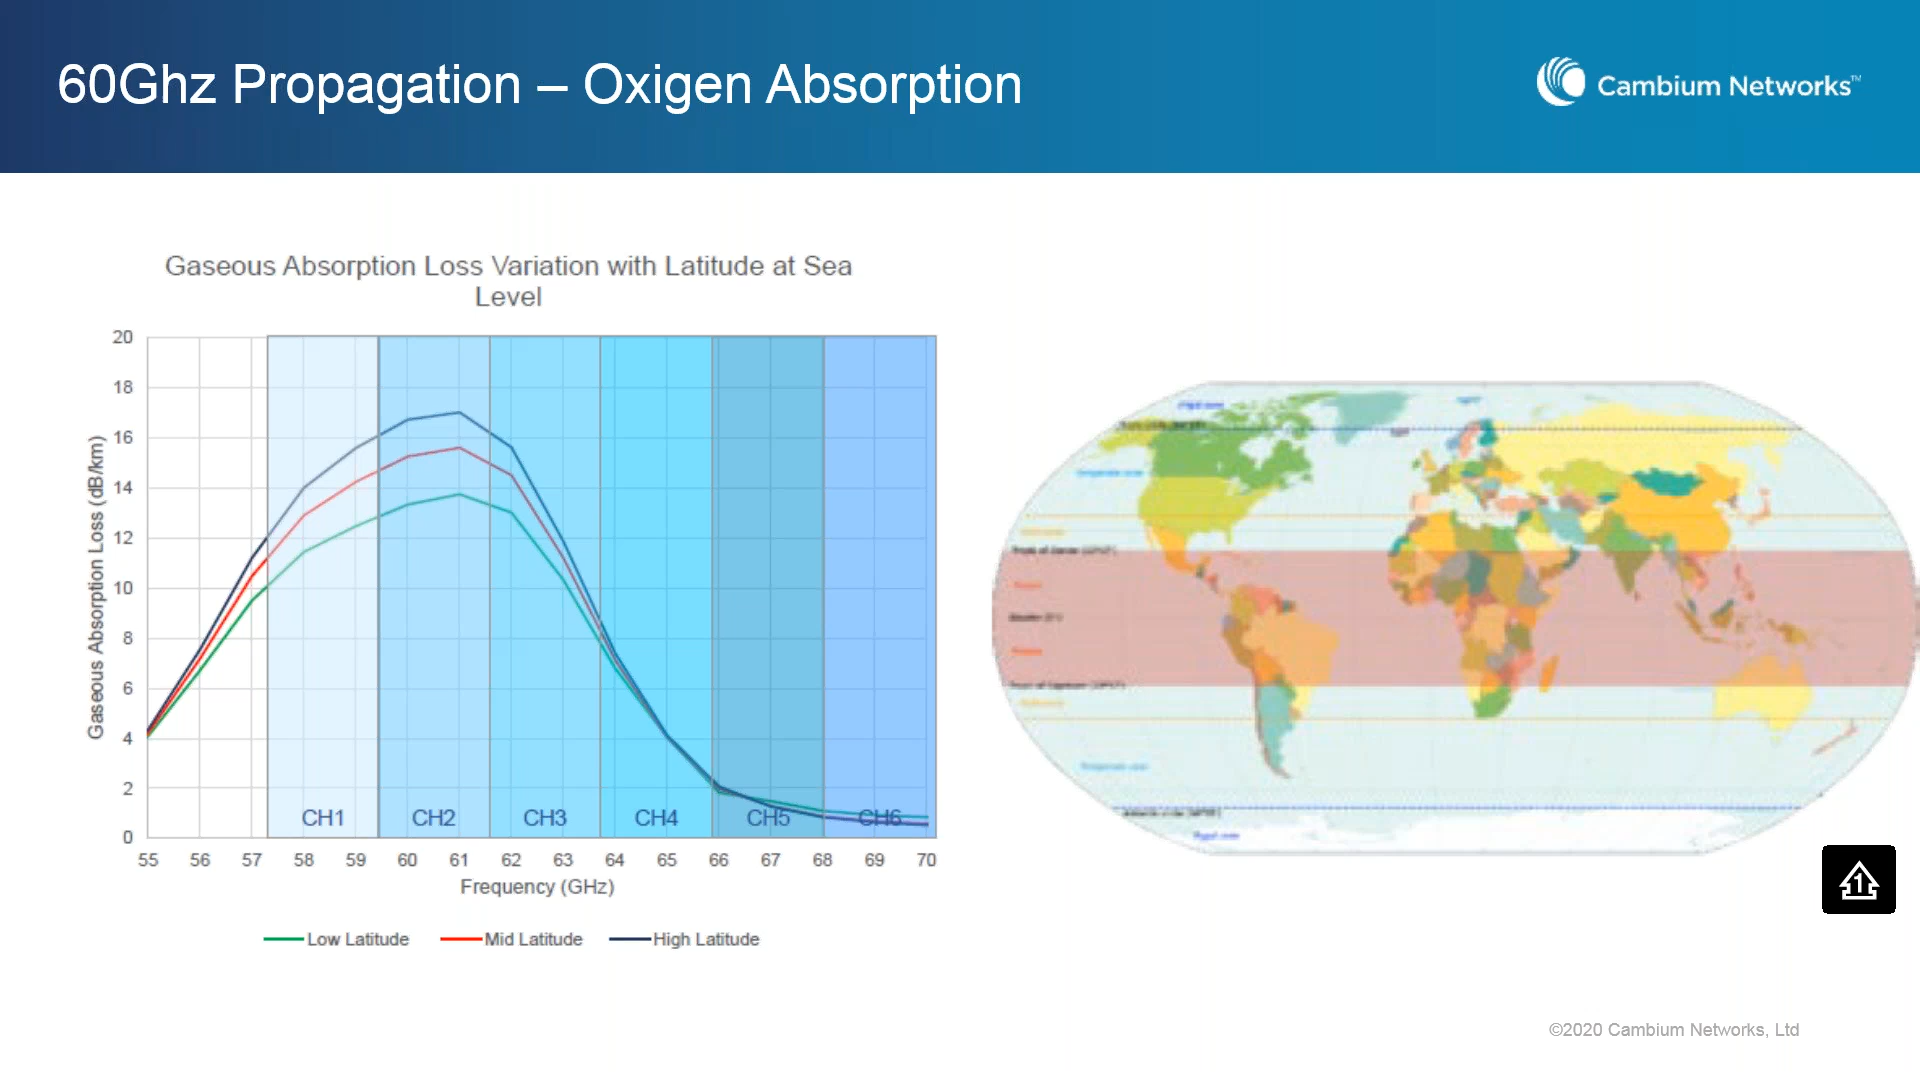 60Ghz Propagation – Oxigen Absorption
Cambium Networks™
Gaseous Absorption Loss Variation with Latitude at Sea
Level
Gaseous Absorption Loss (dB/km)
20
18
16
14
12
10
8
6
4
2
0
CH1 CH2 CH3 CH4 CH5 CH6
55 56 57 58 59 60 61 62 63 64 65 66 67 68 69 70
Frequency (GHz)
Low Latitude Mid Latitude High Latitude
1
©2020 Cambium Networks, Ltd